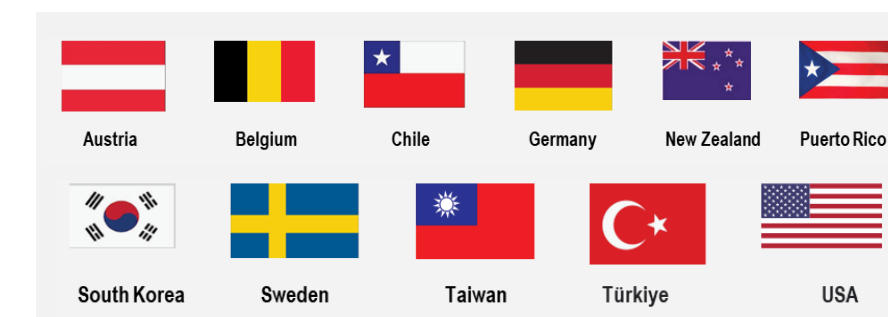 Austria Belgium Chile Germany New Zealand Puerto Rico
South Korea Sweden Taiwan Türkiye USA